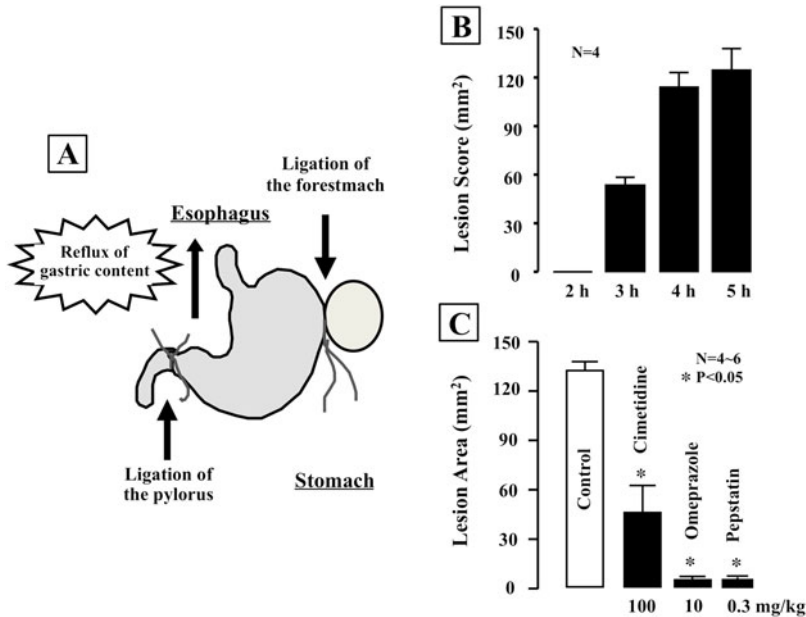 A
Ligation of
the forestmach
Esophagus
Reflux of
gastric content
Ligation of
the pylorus
Stomach
B
N=4
Lesion Score (mm²)
150
120
90
60
30
0
2 h 3 h 4 h 5 h
C
N=4~6
* P<0.05
Lesion Area (mm²)
150
120
90
60
30
0
Control
Cimetidine
*
Omeprazole
*
Pepstatin
*
100 10 0.3 mg/kg